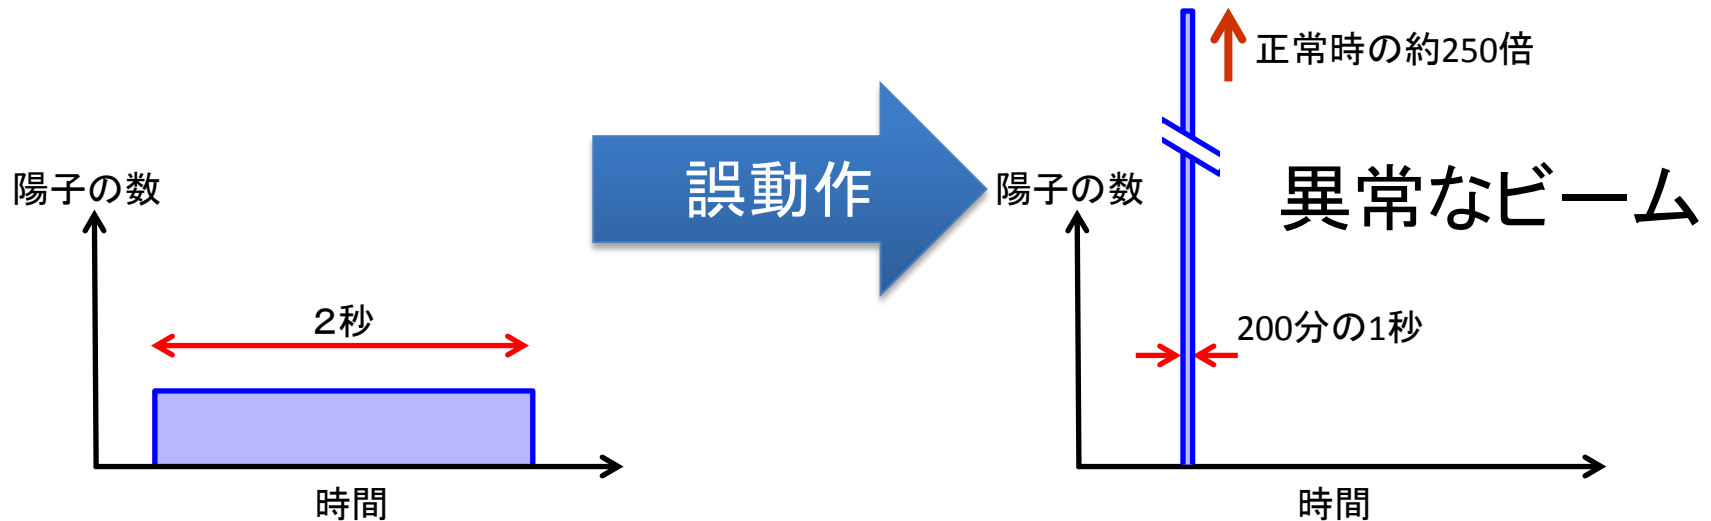 陽子の数
２秒
時間
誤動作
正常時の約250倍
陽子の数
異常なビーム
200分の1秒
時間